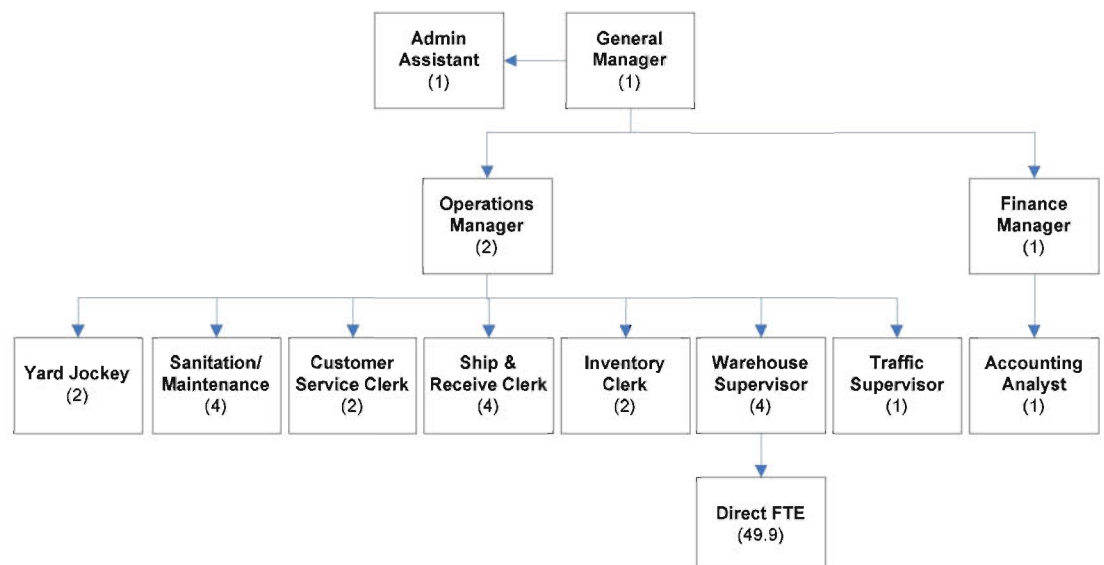 Admin
Assistant
(1)
General
Manager
(1)
Operations
Manager
(2)
Finance
Manager
(1)
Yard Jockey
(2)
Sanitation/
Maintenance
(4)
Customer
Service Clerk
(2)
Ship &
Receive Clerk
(4)
Inventory
Clerk
(2)
Warehouse
Supervisor
(4)
Traffic
Supervisor
(1)
Accounting
Analyst
(1)
Direct FTE
(49.9)